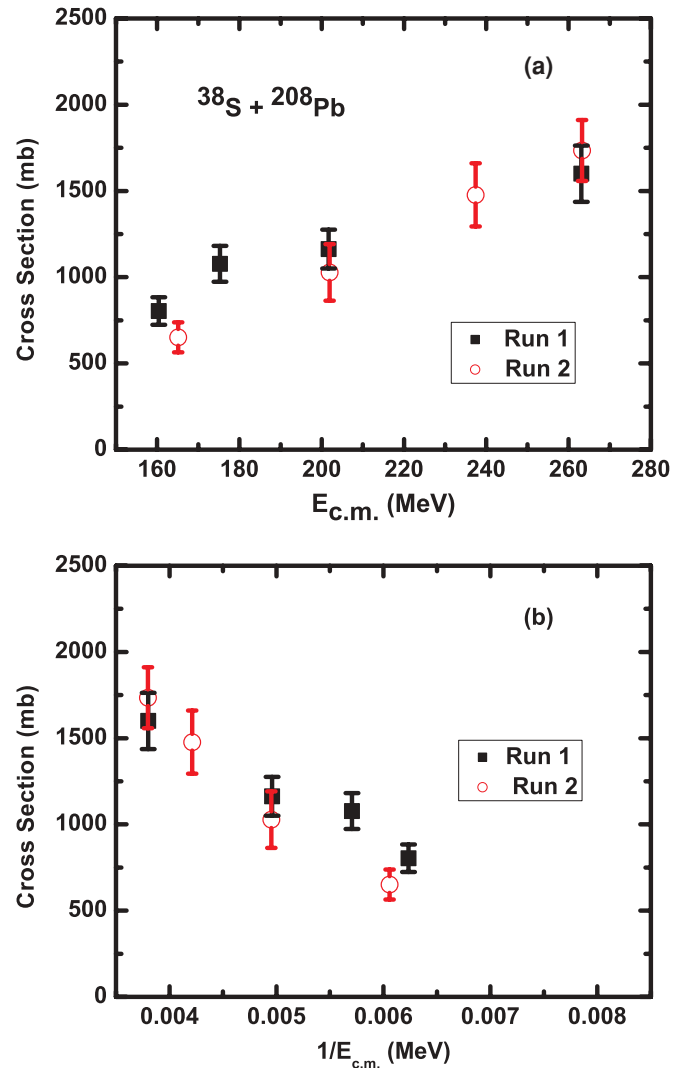 2500
2000
1500
1000
500
0
Cross Section (mb)
(a)
³⁸S + ²⁰⁸Pb
Run 1
Run 2
160 180 200 220 240 260 280
E_c.m. (MeV)
2500
2000
1500
1000
500
0
Cross Section (mb)
(b)
Run 1
Run 2
0.004 0.005 0.006 0.007 0.008
1/E_c.m. (MeV)